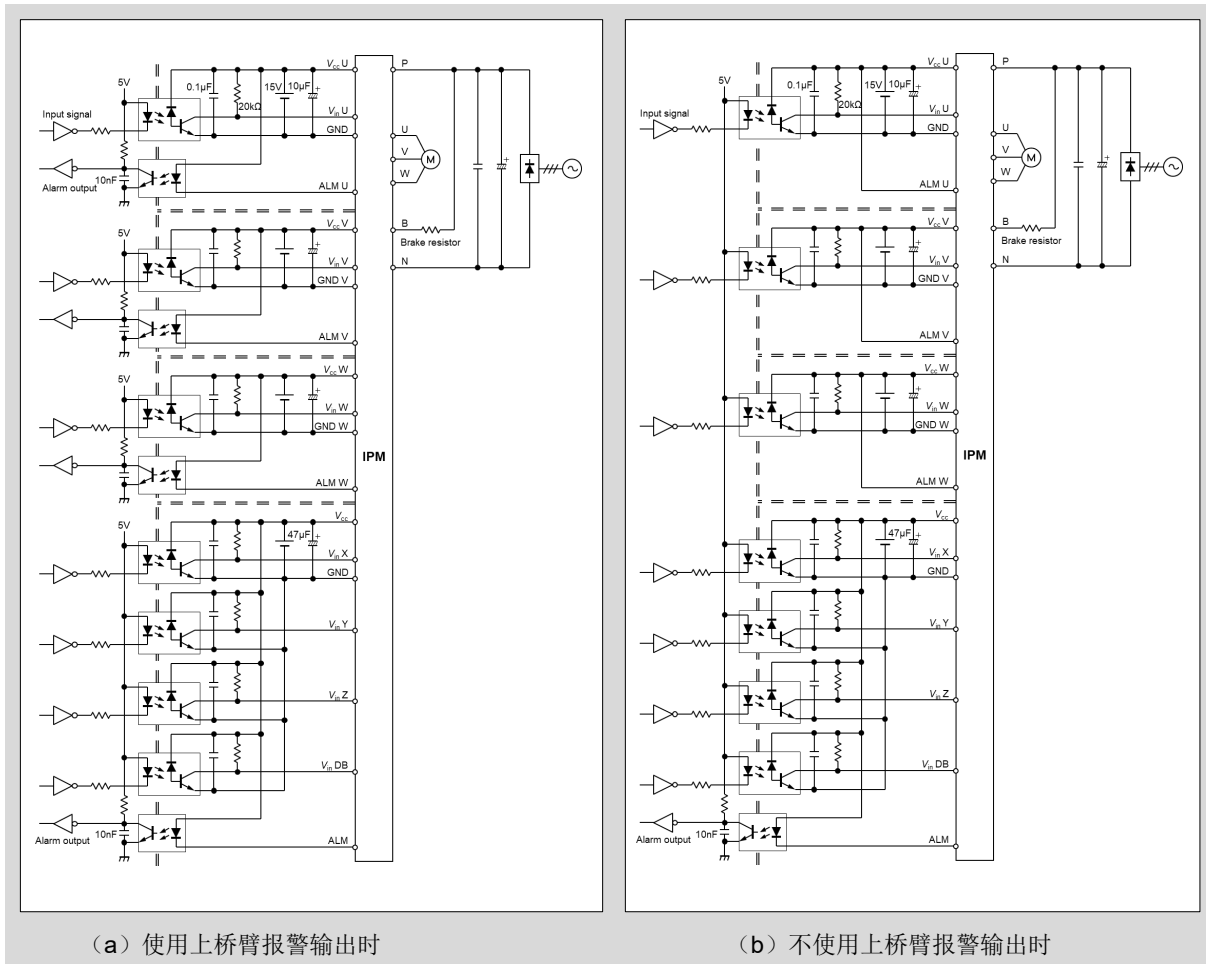 5V
0.1µF
20kΩ
15V
10µF
Vcc U
Vin U
GND
ALM U
Input signal
Alarm output
10nF
5V
Vcc V
Vin V
GND V
ALM V
5V
Vcc W
Vin W
GND W
ALM W
5V
47µF
Vcc
Vin X
GND
Vin Y
Vin Z
Vin DB
ALM
Alarm output
10nF
IPM
P
U
V
W
M
B
Brake resistor
N
（a）使用上桥臂报警输出时
5V
0.1µF
20kΩ
15V
10µF
Vcc U
Vin U
GND
ALM U
Input signal
Vcc V
Vin V
GND V
ALM V
Vcc W
Vin W
GND W
ALM W
47µF
Vcc
Vin X
GND
Vin Y
Vin Z
Vin DB
ALM
Alarm output
10nF
IPM
P
U
V
W
M
B
Brake resistor
N
（b）不使用上桥臂报警输出时